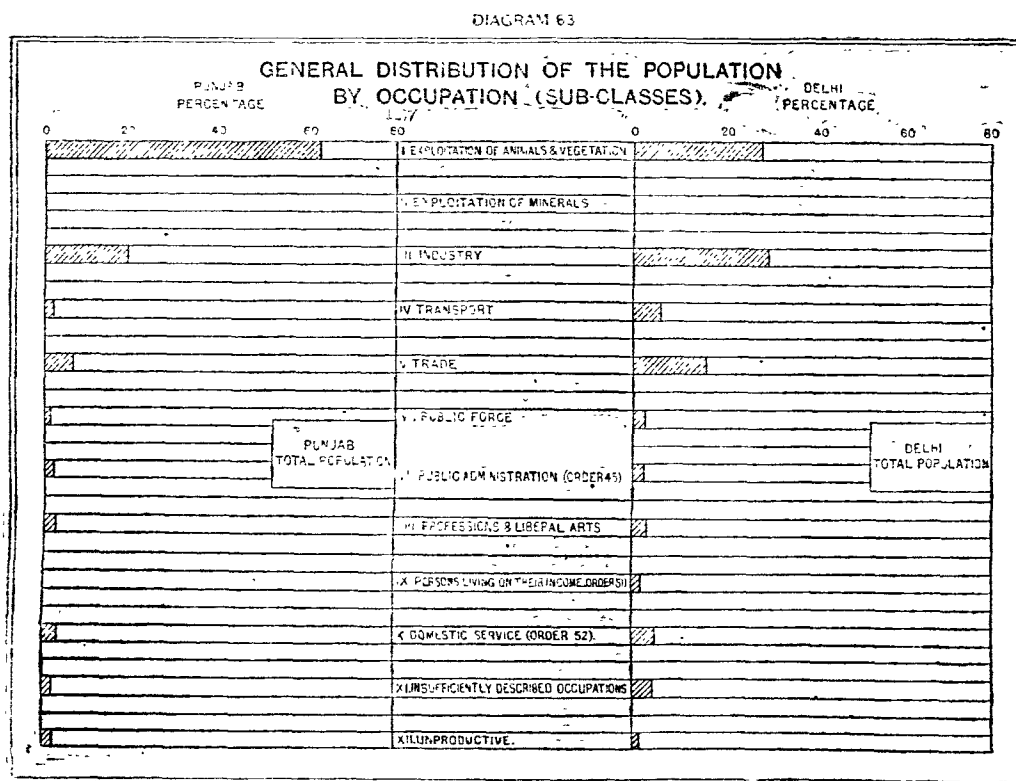 DIAGRAM 63
GENERAL DISTRIBUTION OF THE POPULATION
BY OCCUPATION (SUB-CLASSES).
PUNJAB
PERCENTAGE
DELHI
PERCENTAGE
0 20 40 60 80
0 20 40 60 80
I EXPLOITATION OF ANIMALS & VEGETATION
EXPLOITATION OF MINERALS
INDUSTRY
IV TRANSPORT
V TRADE
PUBLIC FORCE
PUNJAB
TOTAL POPULATION
DELHI
TOTAL POPULATION
PUBLIC ADMINISTRATION (ORDER 45)
PROFESSIONS & LIBERAL ARTS
IX PERSONS LIVING ON THEIR INCOME (ORDER 51)
X DOMESTIC SERVICE (ORDER 52).
XI.INSUFFICIENTLY DESCRIBED OCCUPATIONS
XII.UNPRODUCTIVE.